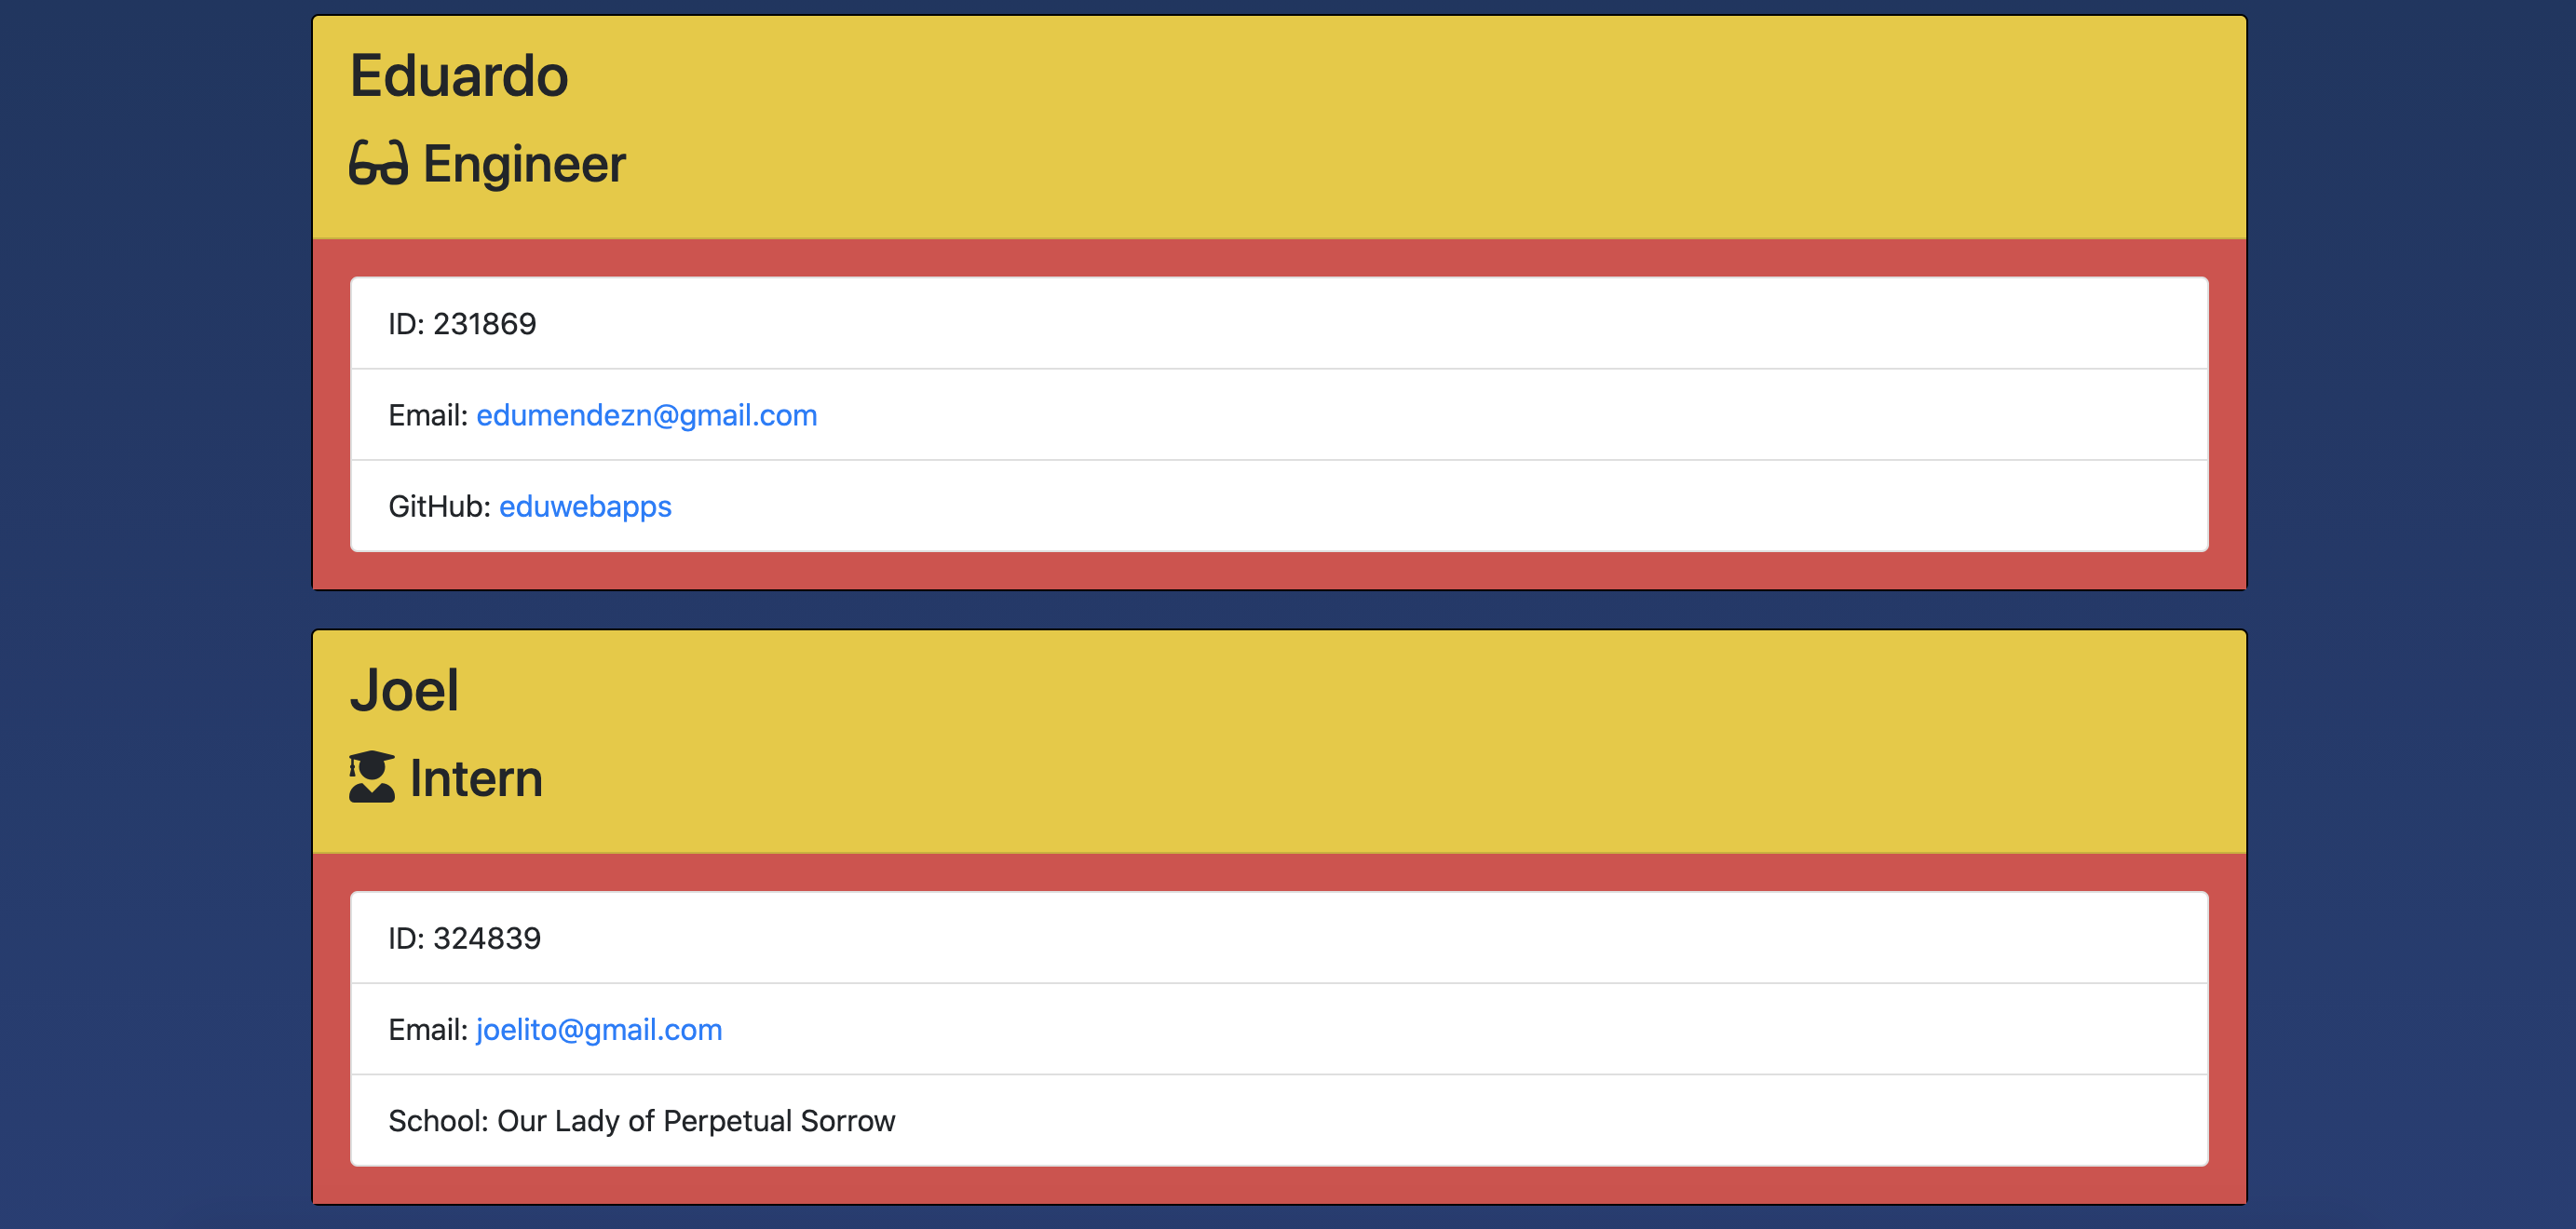 Eduardo
Engineer
ID: 231869
Email: edumendezn@gmail.com
GitHub: eduwebapps
Joel
Intern
ID: 324839
Email: joelito@gmail.com
School: Our Lady of Perpetual Sorrow